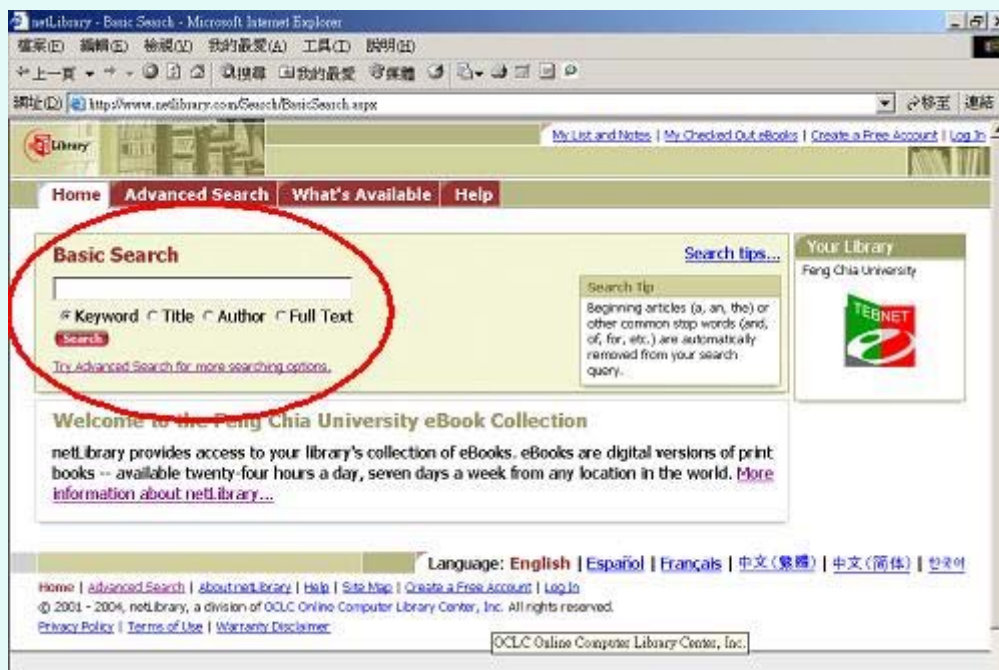 netLibrary - Basic Search - Microsoft Internet Explorer
檔案(F) 編輯(E) 檢視(V) 我的最愛(A) 工具(T) 說明(H)
上一頁 搜尋 我的最愛 媒體
網址(D) http://www.netlibrary.com/Search/BasicSearch.aspx 移至 連結
Library
My List and Notes | My Checked Out eBooks | Create a Free Account | Log In
Home Advanced Search What's Available Help
Basic Search
Keyword Title Author Full Text
Search
Try Advanced Search for more searching options.
Search tips...
Search Tip
Beginning articles (a, an, the) or
other common stop words (and,
of, for, etc.) are automatically
removed from your search
query.
Your Library
Feng Chia University
TEBNET
Welcome to the Feng Chia University eBook Collection
netLibrary provides access to your library's collection of eBooks. eBooks are digital versions of print
books -- available twenty-four hours a day, seven days a week from any location in the world. More
information about netLibrary...
Language: English | Español | Français | 中文(繁體) | 中文(简体) | 한국어
Home | Advanced Search | About netLibrary | Help | Site Map | Create a Free Account | Log In
© 2001 - 2004, netLibrary, a division of OCLC Online Computer Library Center, Inc. All rights reserved.
Privacy Policy | Terms of Use | Warranty Disclaimer
OCLC Online Computer Library Center, Inc.